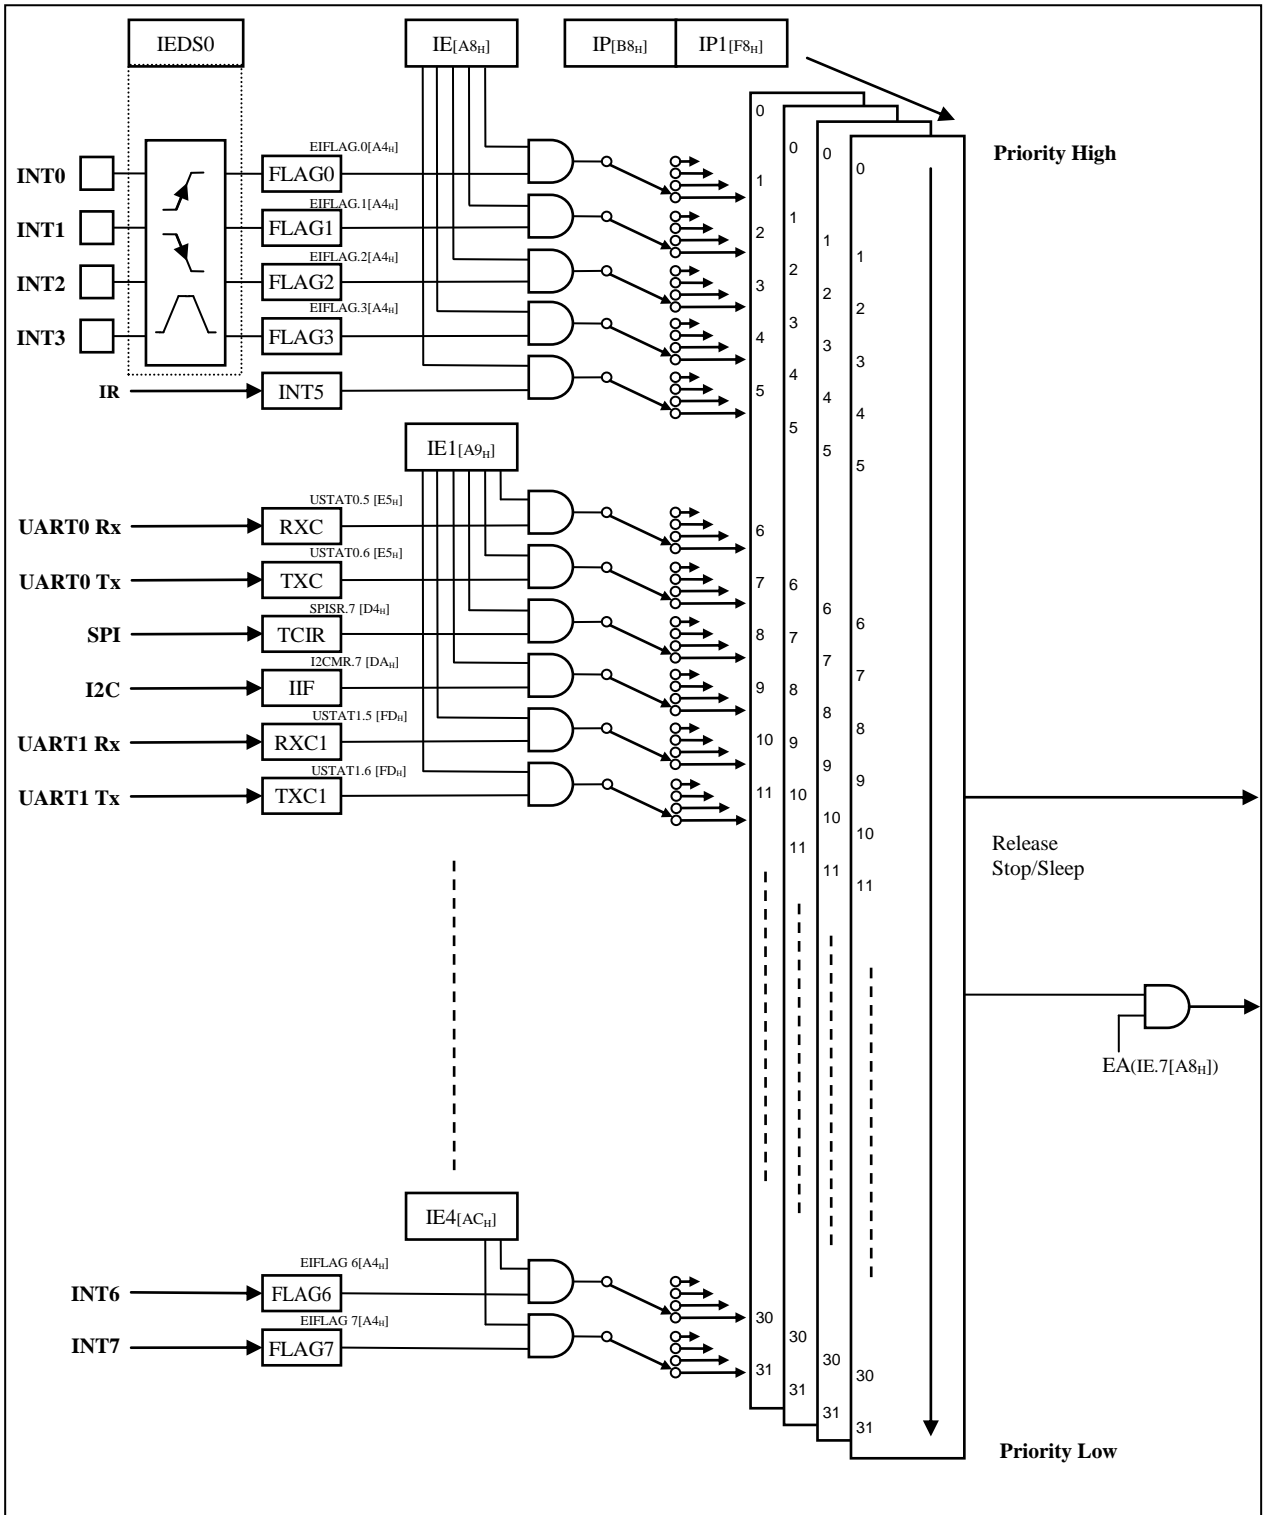 IEDS0
IE[A8H]
IP[B8H]
IP1[F8H]
Priority High
EIFLAG.0[A4H]
INT0
FLAG0
EIFLAG.1[A4H]
INT1
FLAG1
EIFLAG.2[A4H]
INT2
FLAG2
EIFLAG.3[A4H]
INT3
FLAG3
IR
INT5
IE1[A9H]
USTAT0.5 [E5H]
UART0 Rx
RXC
USTAT0.6 [E5H]
UART0 Tx
TXC
SPISR.7 [D4H]
SPI
TCIR
I2CMR.7 [DAH]
I2C
IIF
USTAT1.5 [FDH]
UART1 Rx
RXC1
USTAT1.6 [FDH]
UART1 Tx
TXC1
IE4[ACH]
EIFLAG 6[A4H]
INT6
FLAG6
EIFLAG 7[A4H]
INT7
FLAG7
0
1
2
3
4
5
6
7
8
9
10
11
30
31
0
1
2
3
4
5
6
7
8
9
10
11
30
31
0
1
2
3
4
5
6
7
8
9
10
11
30
31
0
1
2
3
4
5
6
7
8
9
10
11
30
31
Release
Stop/Sleep
EA(IE.7[A8H])
Priority Low